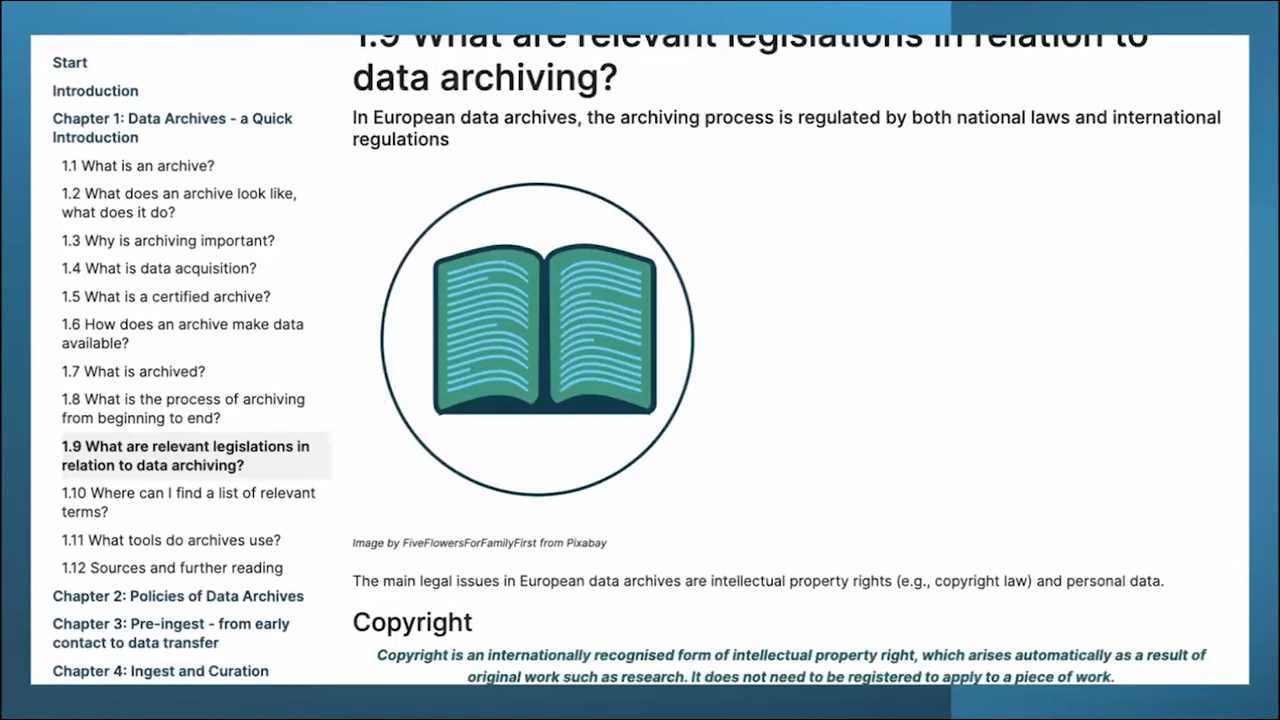 Start
Introduction
Chapter 1: Data Archives - a Quick
Introduction
1.1 What is an archive?
1.2 What does an archive look like,
what does it do?
1.3 Why is archiving important?
1.4 What is data acquisition?
1.5 What is a certified archive?
1.6 How does an archive make data
available?
1.7 What is archived?
1.8 What is the process of archiving
from beginning to end?
1.9 What are relevant legislations in
relation to data archiving?
1.10 Where can I find a list of relevant
terms?
1.11 What tools do archives use?
1.12 Sources and further reading
Chapter 2: Policies of Data Archives
Chapter 3: Pre-ingest - from early
contact to data transfer
Chapter 4: Ingest and Curation
1.9 What are relevant legislations in relation to
data archiving?
In European data archives, the archiving process is regulated by both national laws and international
regulations
Image by FiveFlowersForFamilyFirst from Pixabay
The main legal issues in European data archives are intellectual property rights (e.g., copyright law) and personal data.
Copyright
Copyright is an internationally recognised form of intellectual property right, which arises automatically as a result of
original work such as research. It does not need to be registered to apply to a piece of work.